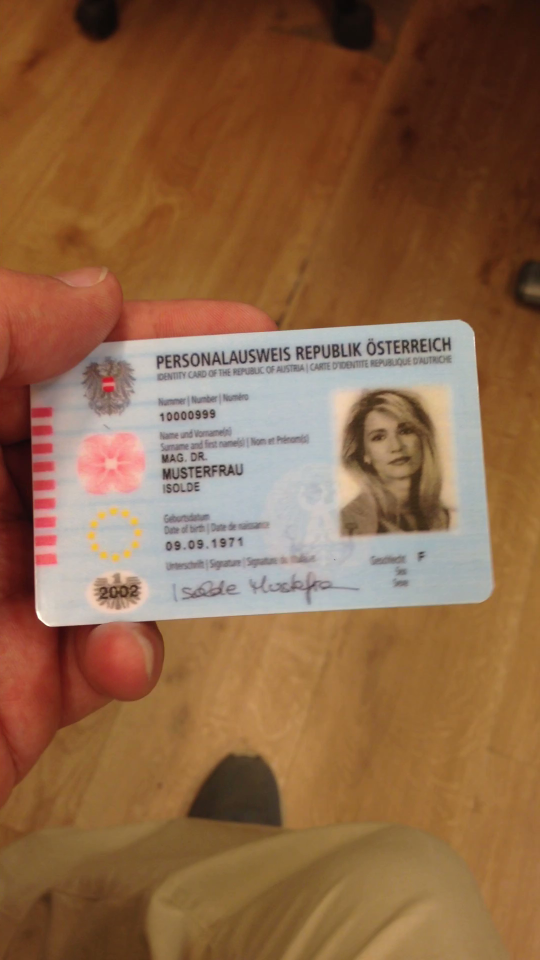 PERSONALAUSWEIS REPUBLIK ÖSTERREICH
IDENTITY CARD OF THE REPUBLIC OF AUSTRIA | CARTE D'IDENTITE REPUBLIQUE D'AUTRICHE
Nummer | Number | Numéro
10000999
Name und Vorname(n)
Surname and first name(s) | Nom et Prénom(s)
MAG. DR.
MUSTERFRAU
ISOLDE
Geburtsdatum
Date of birth | Date de naissance
09.09.1971
Unterschrift | Signature | Signature du titulaire
Isolde Musterfrau
Geschlecht F
Sex
Sexe
2002